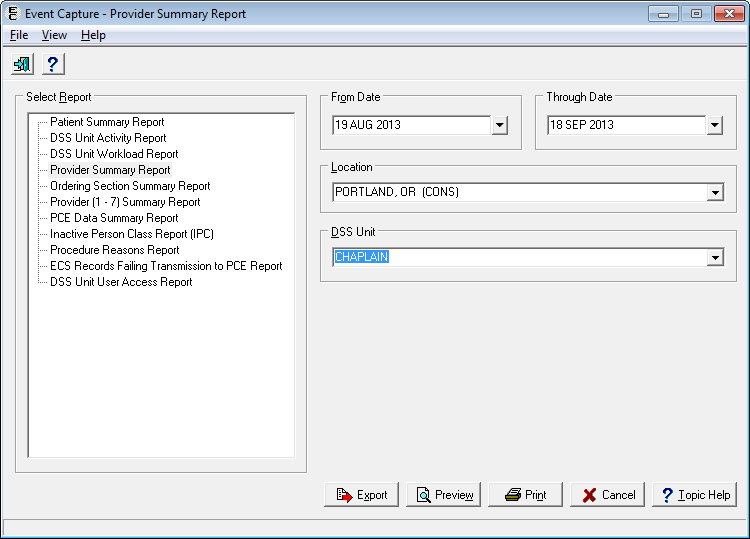 Event Capture - Provider Summary Report
File View Help
Select Report
Patient Summary Report
DSS Unit Activity Report
DSS Unit Workload Report
Provider Summary Report
Ordering Section Summary Report
Provider (1 - 7) Summary Report
PCE Data Summary Report
Inactive Person Class Report (IPC)
Procedure Reasons Report
ECS Records Failing Transmission to PCE Report
DSS Unit User Access Report
From Date
19 AUG 2013
Through Date
18 SEP 2013
Location
PORTLAND, OR (CONS)
DSS Unit
CHAPLAIN
Export Preview Print Cancel Topic Help